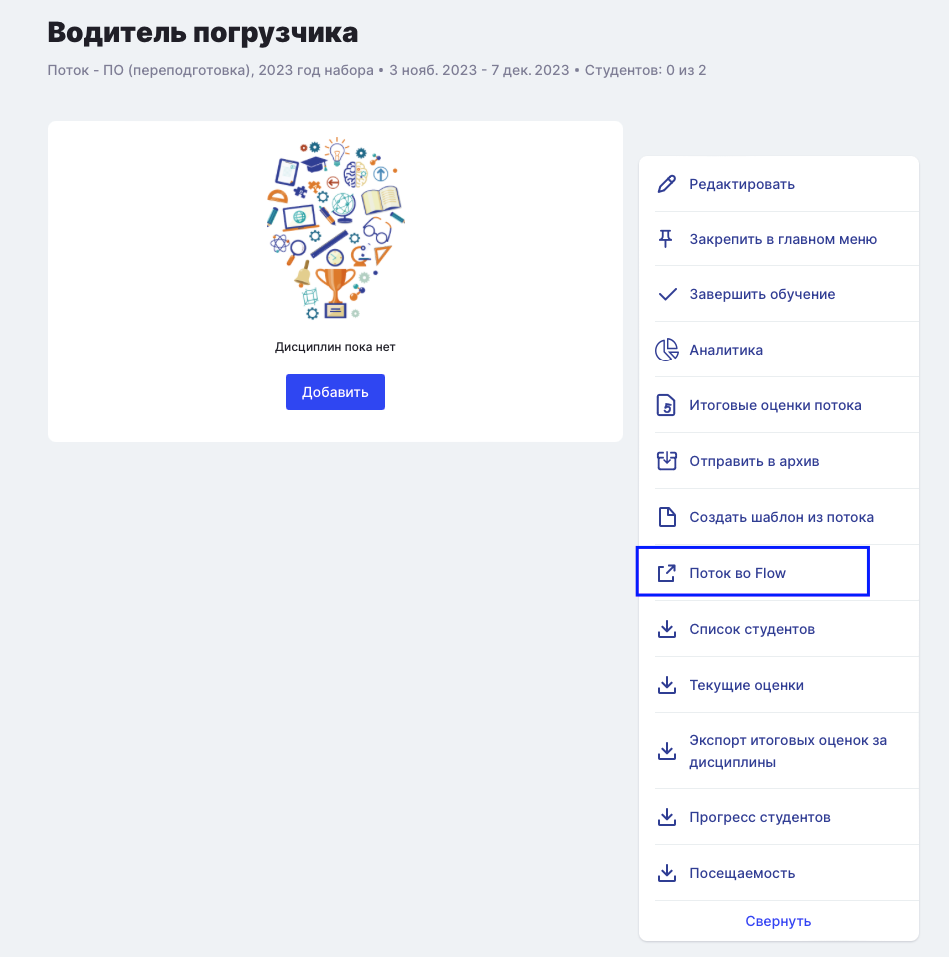 Водитель погрузчика
Поток - ПО (переподготовка), 2023 год набора • 3 нояб. 2023 - 7 дек. 2023 • Студентов: 0 из 2
Дисциплин пока нет
Добавить
Редактировать
Закрепить в главном меню
Завершить обучение
Аналитика
5
Итоговые оценки потока
Отправить в архив
Создать шаблон из потока
Поток во Flow
Список студентов
Текущие оценки
Экспорт итоговых оценок за
дисциплины
Прогресс студентов
Посещаемость
Свернуть